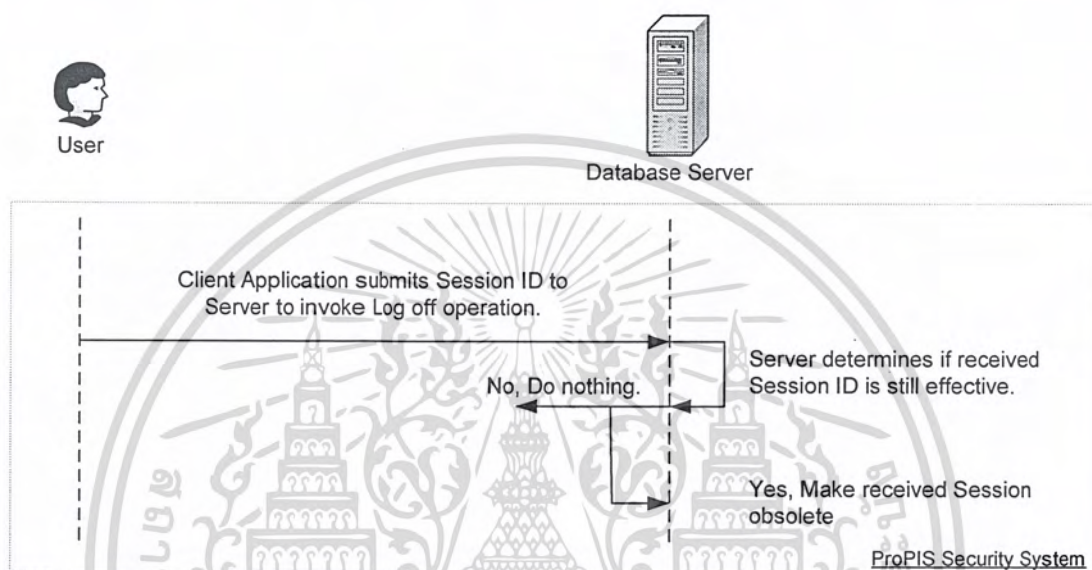 User
Database Server
Client Application submits Session ID to
Server to invoke Log off operation.
Server determines if received
Session ID is still effective.
No, Do nothing.
Yes, Make received Session
obsolete
ProPIS Security System